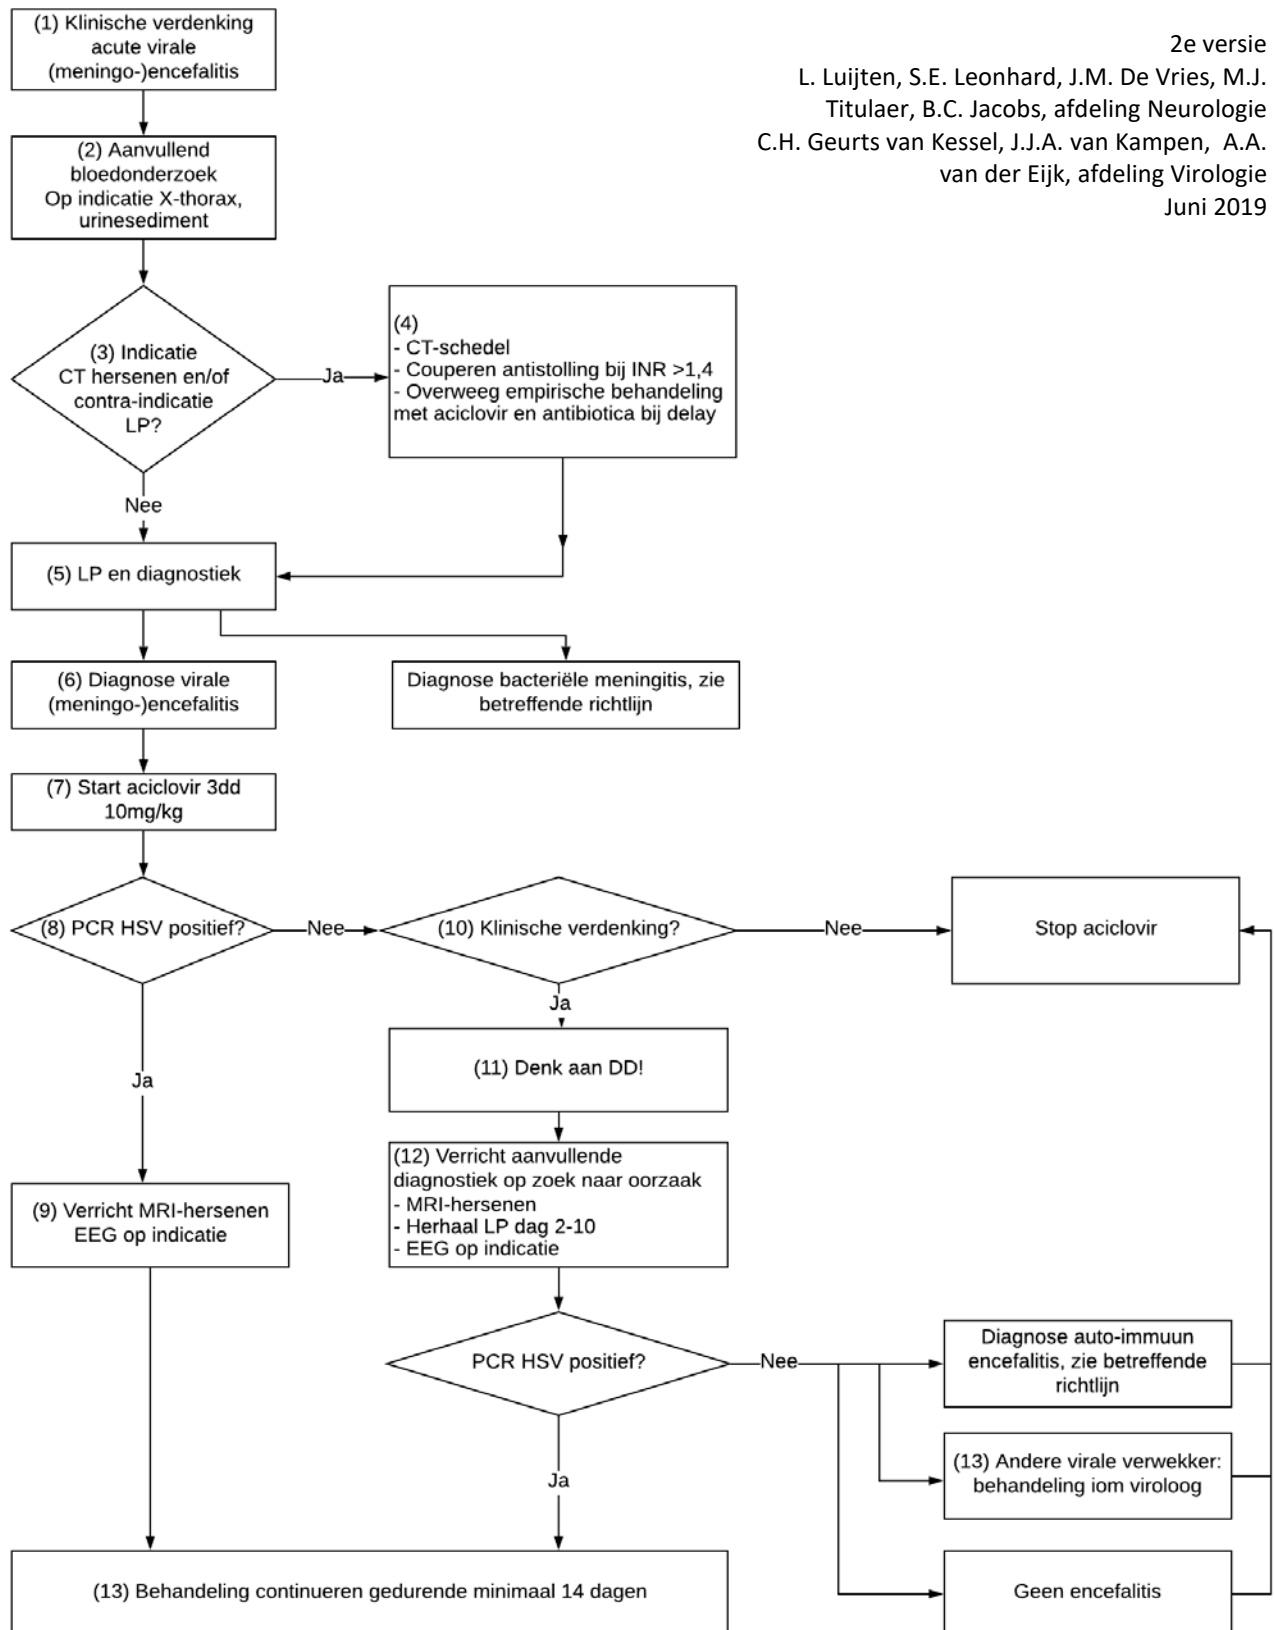 (1) Klinische verdenking
acute virale
(meningo-)encefalitis
2e versie
L. Luijten, S.E. Leonhard, J.M. De Vries, M.J.
Titulaer, B.C. Jacobs, afdeling Neurologie
C.H. Geurts van Kessel, J.J.A. van Kampen, A.A.
van der Eijk, afdeling Virologie
Juni 2019
(2) Aanvullend
bloedonderzoek
Op indicatie X-thorax,
urinesediment
(3) Indicatie
CT hersenen en/of
contra-indicatie
LP?
Ja
(4)
- CT-schedel
- Couperen antistolling bij INR >1,4
- Overweeg empirische behandeling
met aciclovir en antibiotica bij delay
Nee
(5) LP en diagnostiek
(6) Diagnose virale
(meningo-)encefalitis
Diagnose bacteriële meningitis, zie
betreffende richtlijn
(7) Start aciclovir 3dd
10mg/kg
(8) PCR HSV positief?
Nee
(10) Klinische verdenking?
Nee
Stop aciclovir
Ja
Ja
(11) Denk aan DD!
(12) Verricht aanvullende
diagnostiek op zoek naar oorzaak
- MRI-hersenen
- Herhaal LP dag 2-10
- EEG op indicatie
(9) Verricht MRI-hersenen
EEG op indicatie
PCR HSV positief?
Nee
Diagnose auto-immuun
encefalitis, zie betreffende
richtlijn
(13) Andere virale verwekker:
behandeling iom viroloog
Ja
(13) Behandeling continueren gedurende minimaal 14 dagen
Geen encefalitis